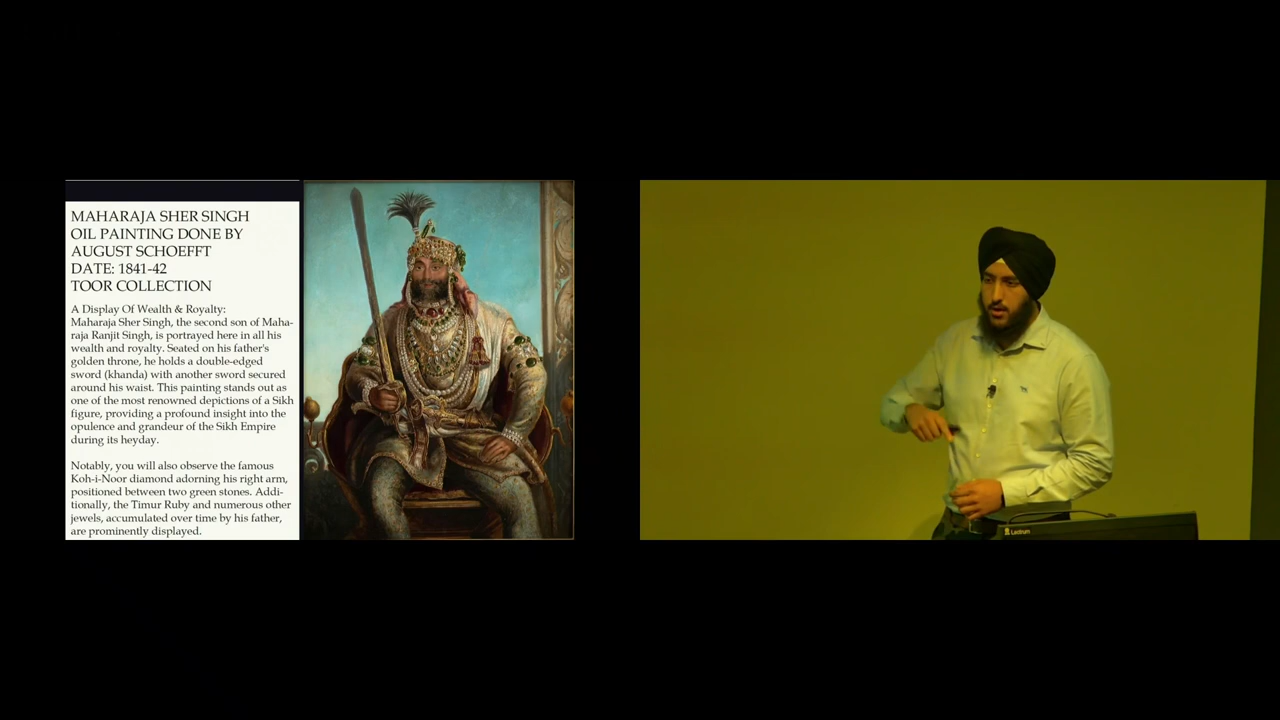 MAHARAJA SHER SINGH
OIL PAINTING DONE BY
AUGUST SCHOEFFT
DATE: 1841-42
TOOR COLLECTION
A Display Of Wealth & Royalty:
Maharaja Sher Singh, the second son of Maha-
raja Ranjit Singh, is portrayed here in all his
wealth and royalty. Seated on his father's
golden throne, he holds a double-edged
sword (khanda) with another sword secured
around his waist. This painting stands out as
one of the most renowned depictions of a Sikh
figure, providing a profound insight into the
opulence and grandeur of the Sikh Empire
during its heyday.
Notably, you will also observe the famous
Koh-i-Noor diamond adorning his right arm,
positioned between two green stones. Addi-
tionally, the Timur Ruby and numerous other
jewels, accumulated over time by his father,
are prominently displayed.
Lectrum